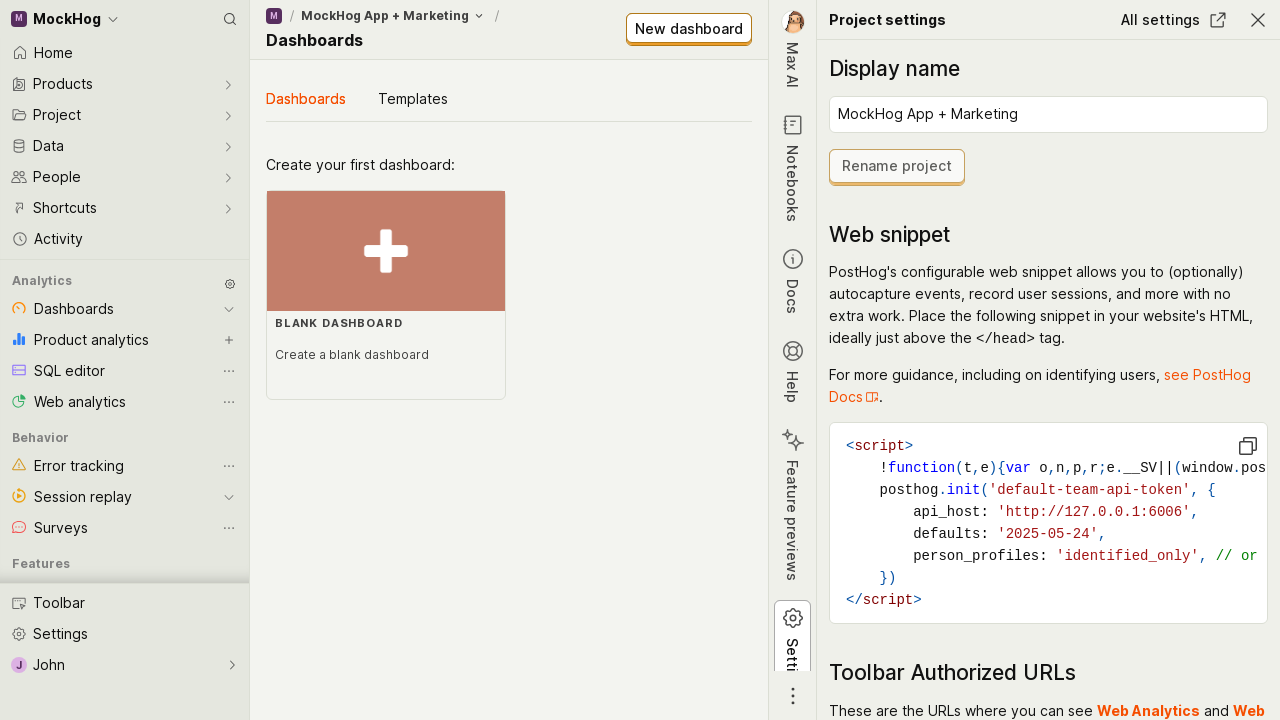 M MockHog
Home
Products
Project
Data
People
Shortcuts
Activity
Analytics
Dashboards
Product analytics
SQL editor
Web analytics
Behavior
Error tracking
Session replay
Surveys
Features
Toolbar
Settings
J John
M / MockHog App + Marketing /
Dashboards
New dashboard
Dashboards Templates
Create your first dashboard:
BLANK DASHBOARD
Create a blank dashboard
Max AI
Notebooks
Docs
Help
Feature previews
Setti
Project settings
All settings
Display name
MockHog App + Marketing
Rename project
Web snippet
PostHog's configurable web snippet allows you to (optionally)
autocapture events, record user sessions, and more with no
extra work. Place the following snippet in your website's HTML,
ideally just above the </head> tag.
For more guidance, including on identifying users, see PostHog
Docs.
<script>
    !function(t,e){var o,n,p,r;e.__SV||(window.pos
    posthog.init('default-team-api-token', {
        api_host: 'http://127.0.0.1:6006',
        defaults: '2025-05-24',
        person_profiles: 'identified_only', // or
    })
</script>
Toolbar Authorized URLs
These are the URLs where you can see Web Analytics and Web